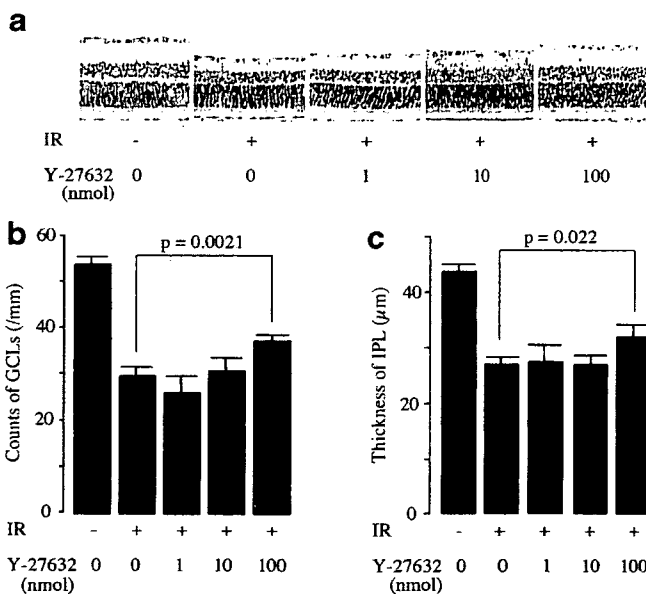 a
IR - + + + +
Y-27632 0 0 1 10 100
(nmol)
b
60
40
20
0
Counts of GCLs (/mm)
p = 0.0021
IR - + + + +
Y-27632 0 0 1 10 100
(nmol)
c
40
20
0
Thickness of IPL (µm)
p = 0.022
IR - + + + +
Y-27632 0 0 1 10 100
(nmol)